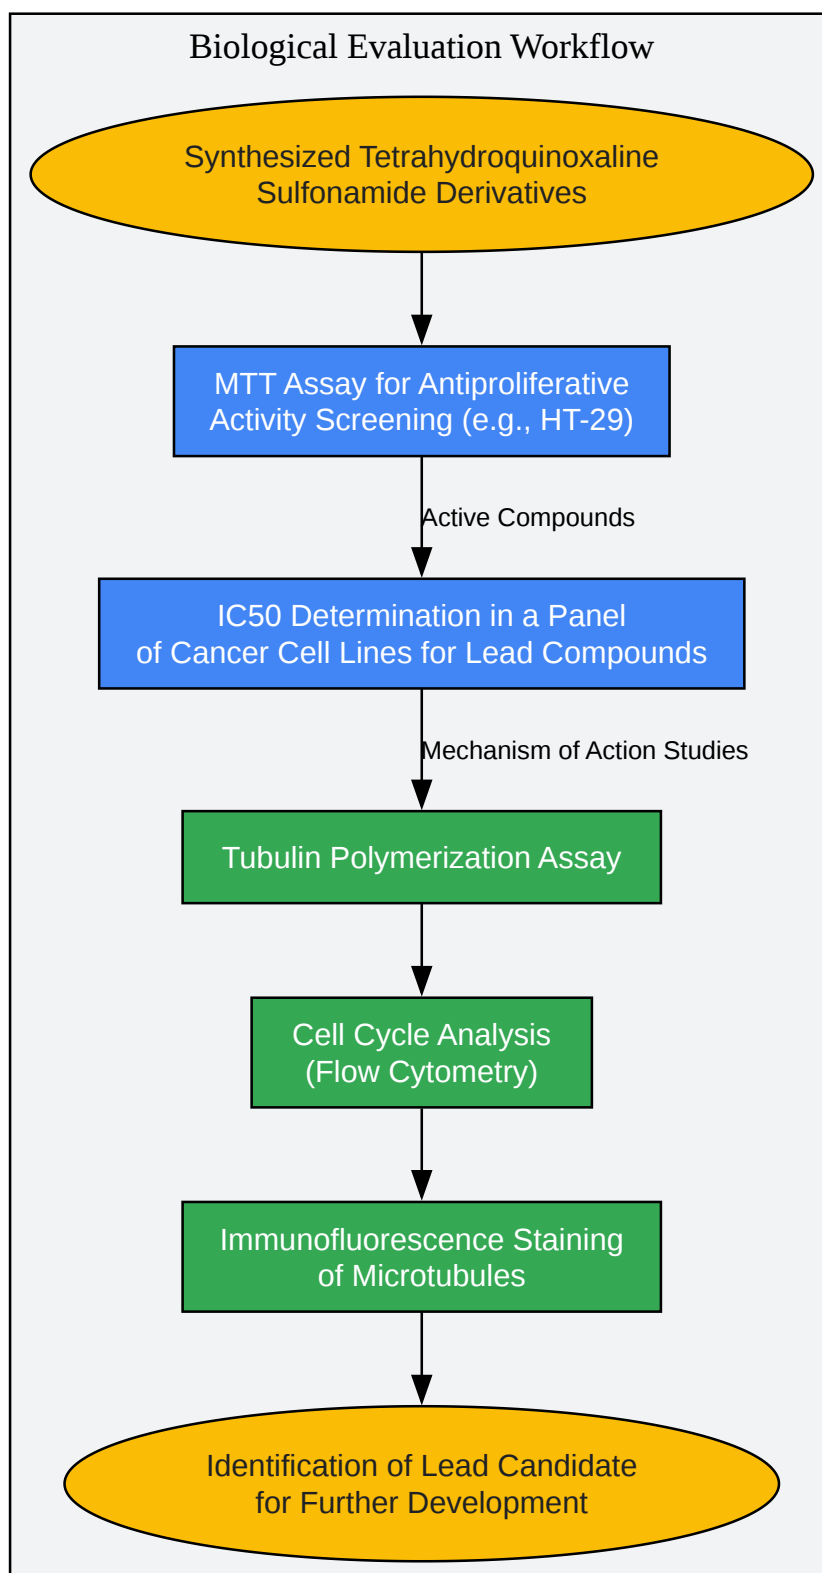 Biological Evaluation Workflow
Synthesized Tetrahydroquinoxaline
Sulfonamide Derivatives
MTT Assay for Antiproliferative
Activity Screening (e.g., HT-29)
Active Compounds
IC50 Determination in a Panel
of Cancer Cell Lines for Lead Compounds
Mechanism of Action Studies
Tubulin Polymerization Assay
Cell Cycle Analysis
(Flow Cytometry)
Immunofluorescence Staining
of Microtubules
Identification of Lead Candidate
for Further Development